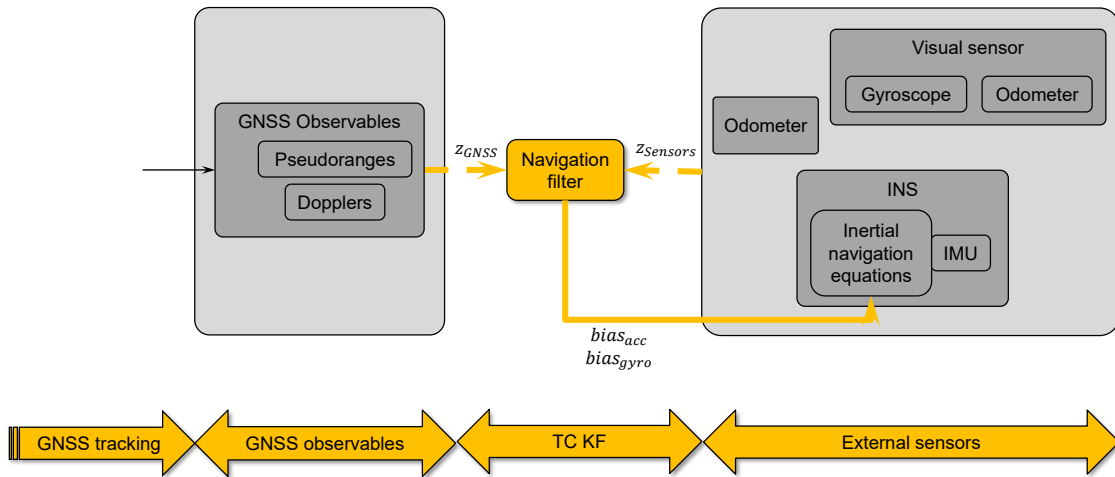 GNSS Observables
Pseudoranges
Dopplers
z_GNSS
Navigation
filter
z_Sensors
Visual sensor
Gyroscope
Odometer
Odometer
INS
Inertial
navigation
equations
IMU
bias_acc
bias_gyro
GNSS tracking
GNSS observables
TC KF
External sensors